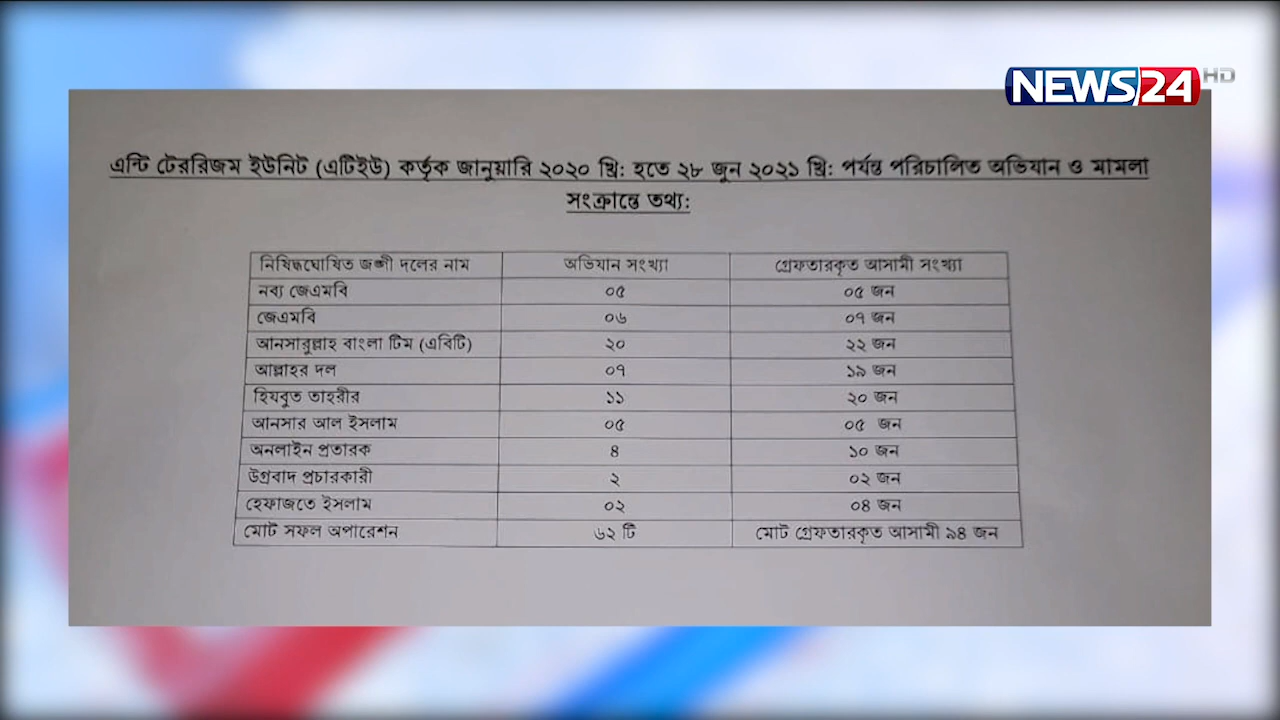 NEWS24 HD
এন্টি টেররিজম ইউনিট (এটিইউ) কর্তৃক জানুয়ারি ২০২০ খ্রি: হতে ২৮ জুন ২০২১ খ্রি: পর্যন্ত পরিচালিত অভিযান ও মামলা
সংক্রান্তে তথ্য:
নিষিদ্ধঘোষিত জঙ্গী দলের নাম অভিযান সংখ্যা গ্রেফতারকৃত আসামী সংখ্যা
নব্য জেএমবি ০৫ ০৫ জন
জেএমবি ০৬ ০৭ জন
আনসারুল্লাহ বাংলা টিম (এবিটি) ২০ ২২ জন
আল্লাহর দল ০৭ ১৯ জন
হিযবুত তাহরীর ১১ ২০ জন
আনসার আল ইসলাম ০৫ ০৫ জন
অনলাইন প্রতারক ৪ ১০ জন
উগ্রবাদ প্রচারকারী ২ ০২ জন
হেফাজতে ইসলাম ০২ ০৪ জন
মোট সফল অপারেশন ৬২ টি মোট গ্রেফতারকৃত আসামী ৯৪ জন